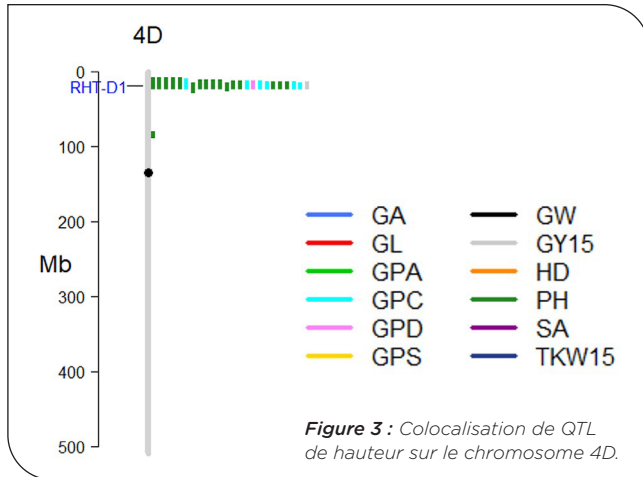 4D
0
RHT-D1
100
200
Mb
300
400
500
GA GW
GL GY15
GPA HD
GPC PH
GPD SA
GPS TKW15
Figure 3 : Colocalisation de QTL
de hauteur sur le chromosome 4D.